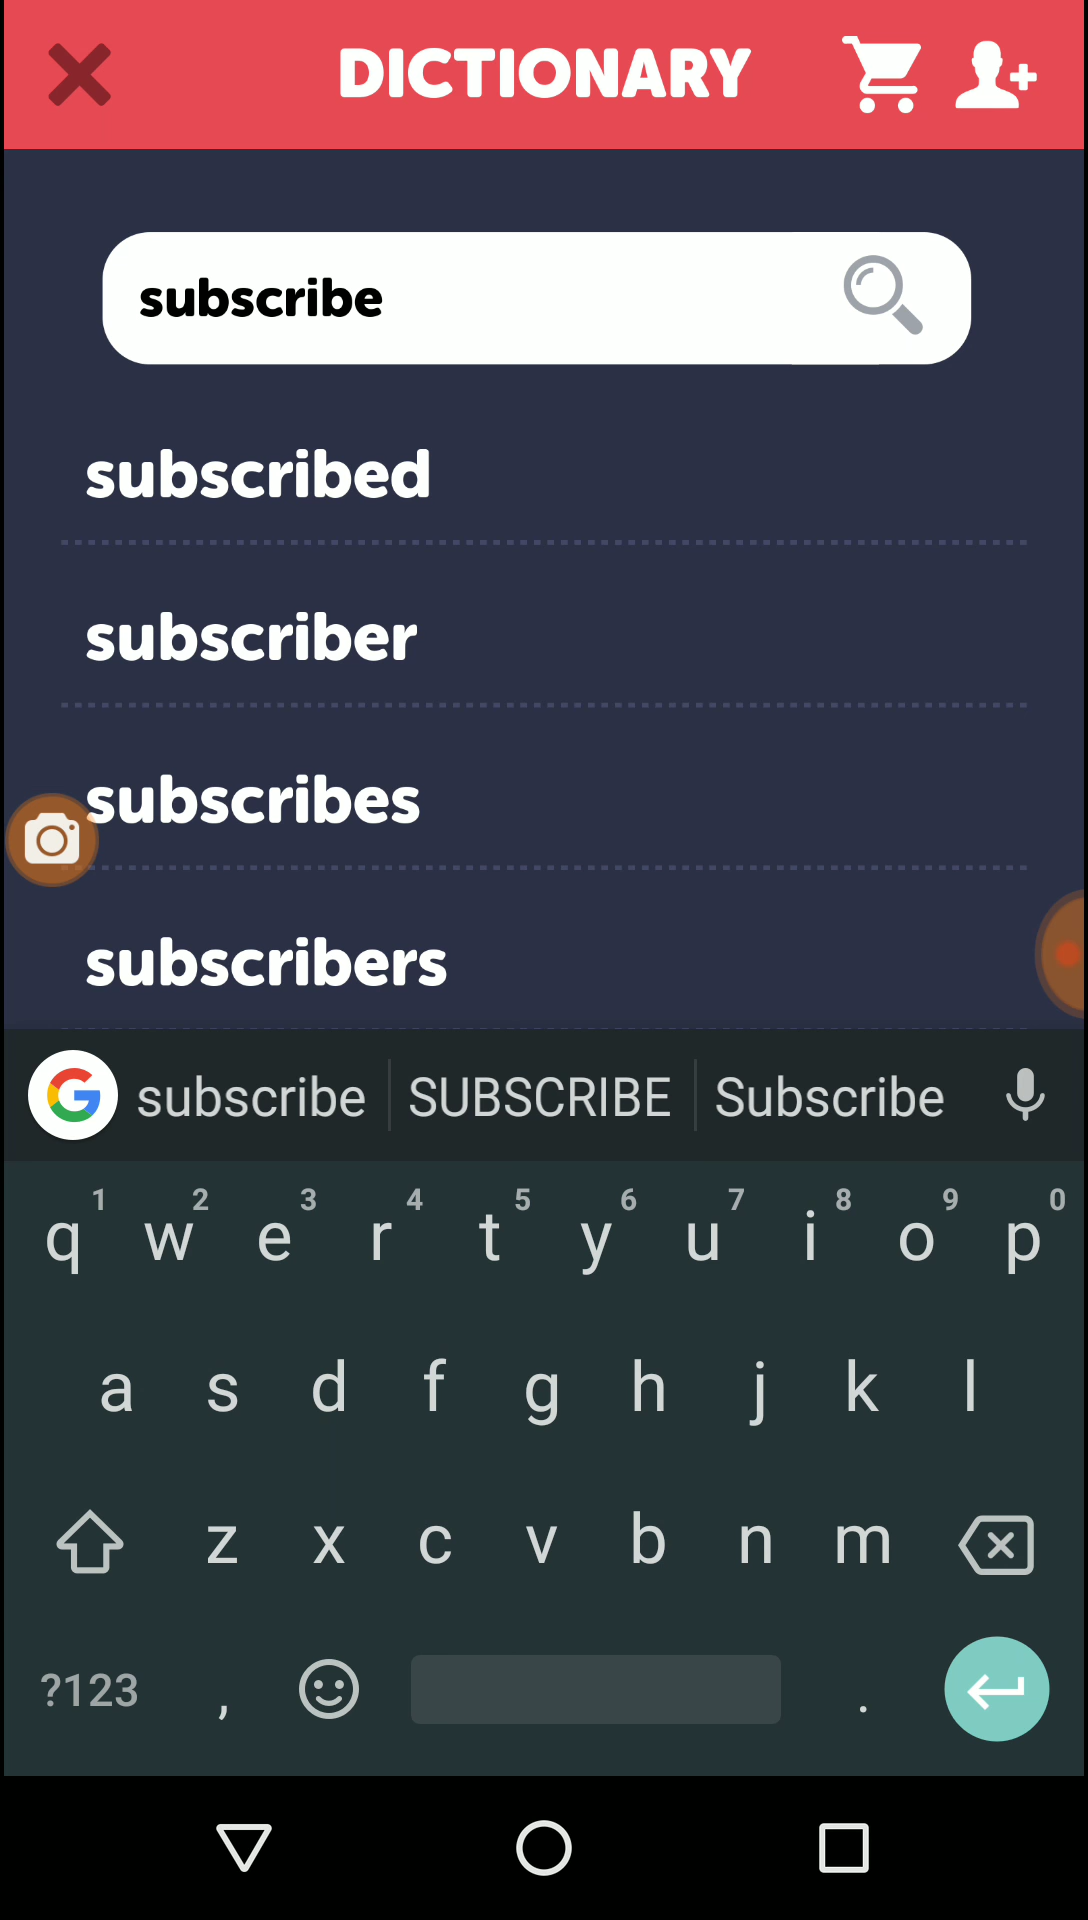 DICTIONARY
subscribe
subscribed
subscriber
subscribes
subscribers
G subscribe SUBSCRIBE Subscribe
1 2 3 4 5 6 7 8 9 0
q w e r t y u i o p
a s d f g h j k l
z x c v b n m
?123 , .